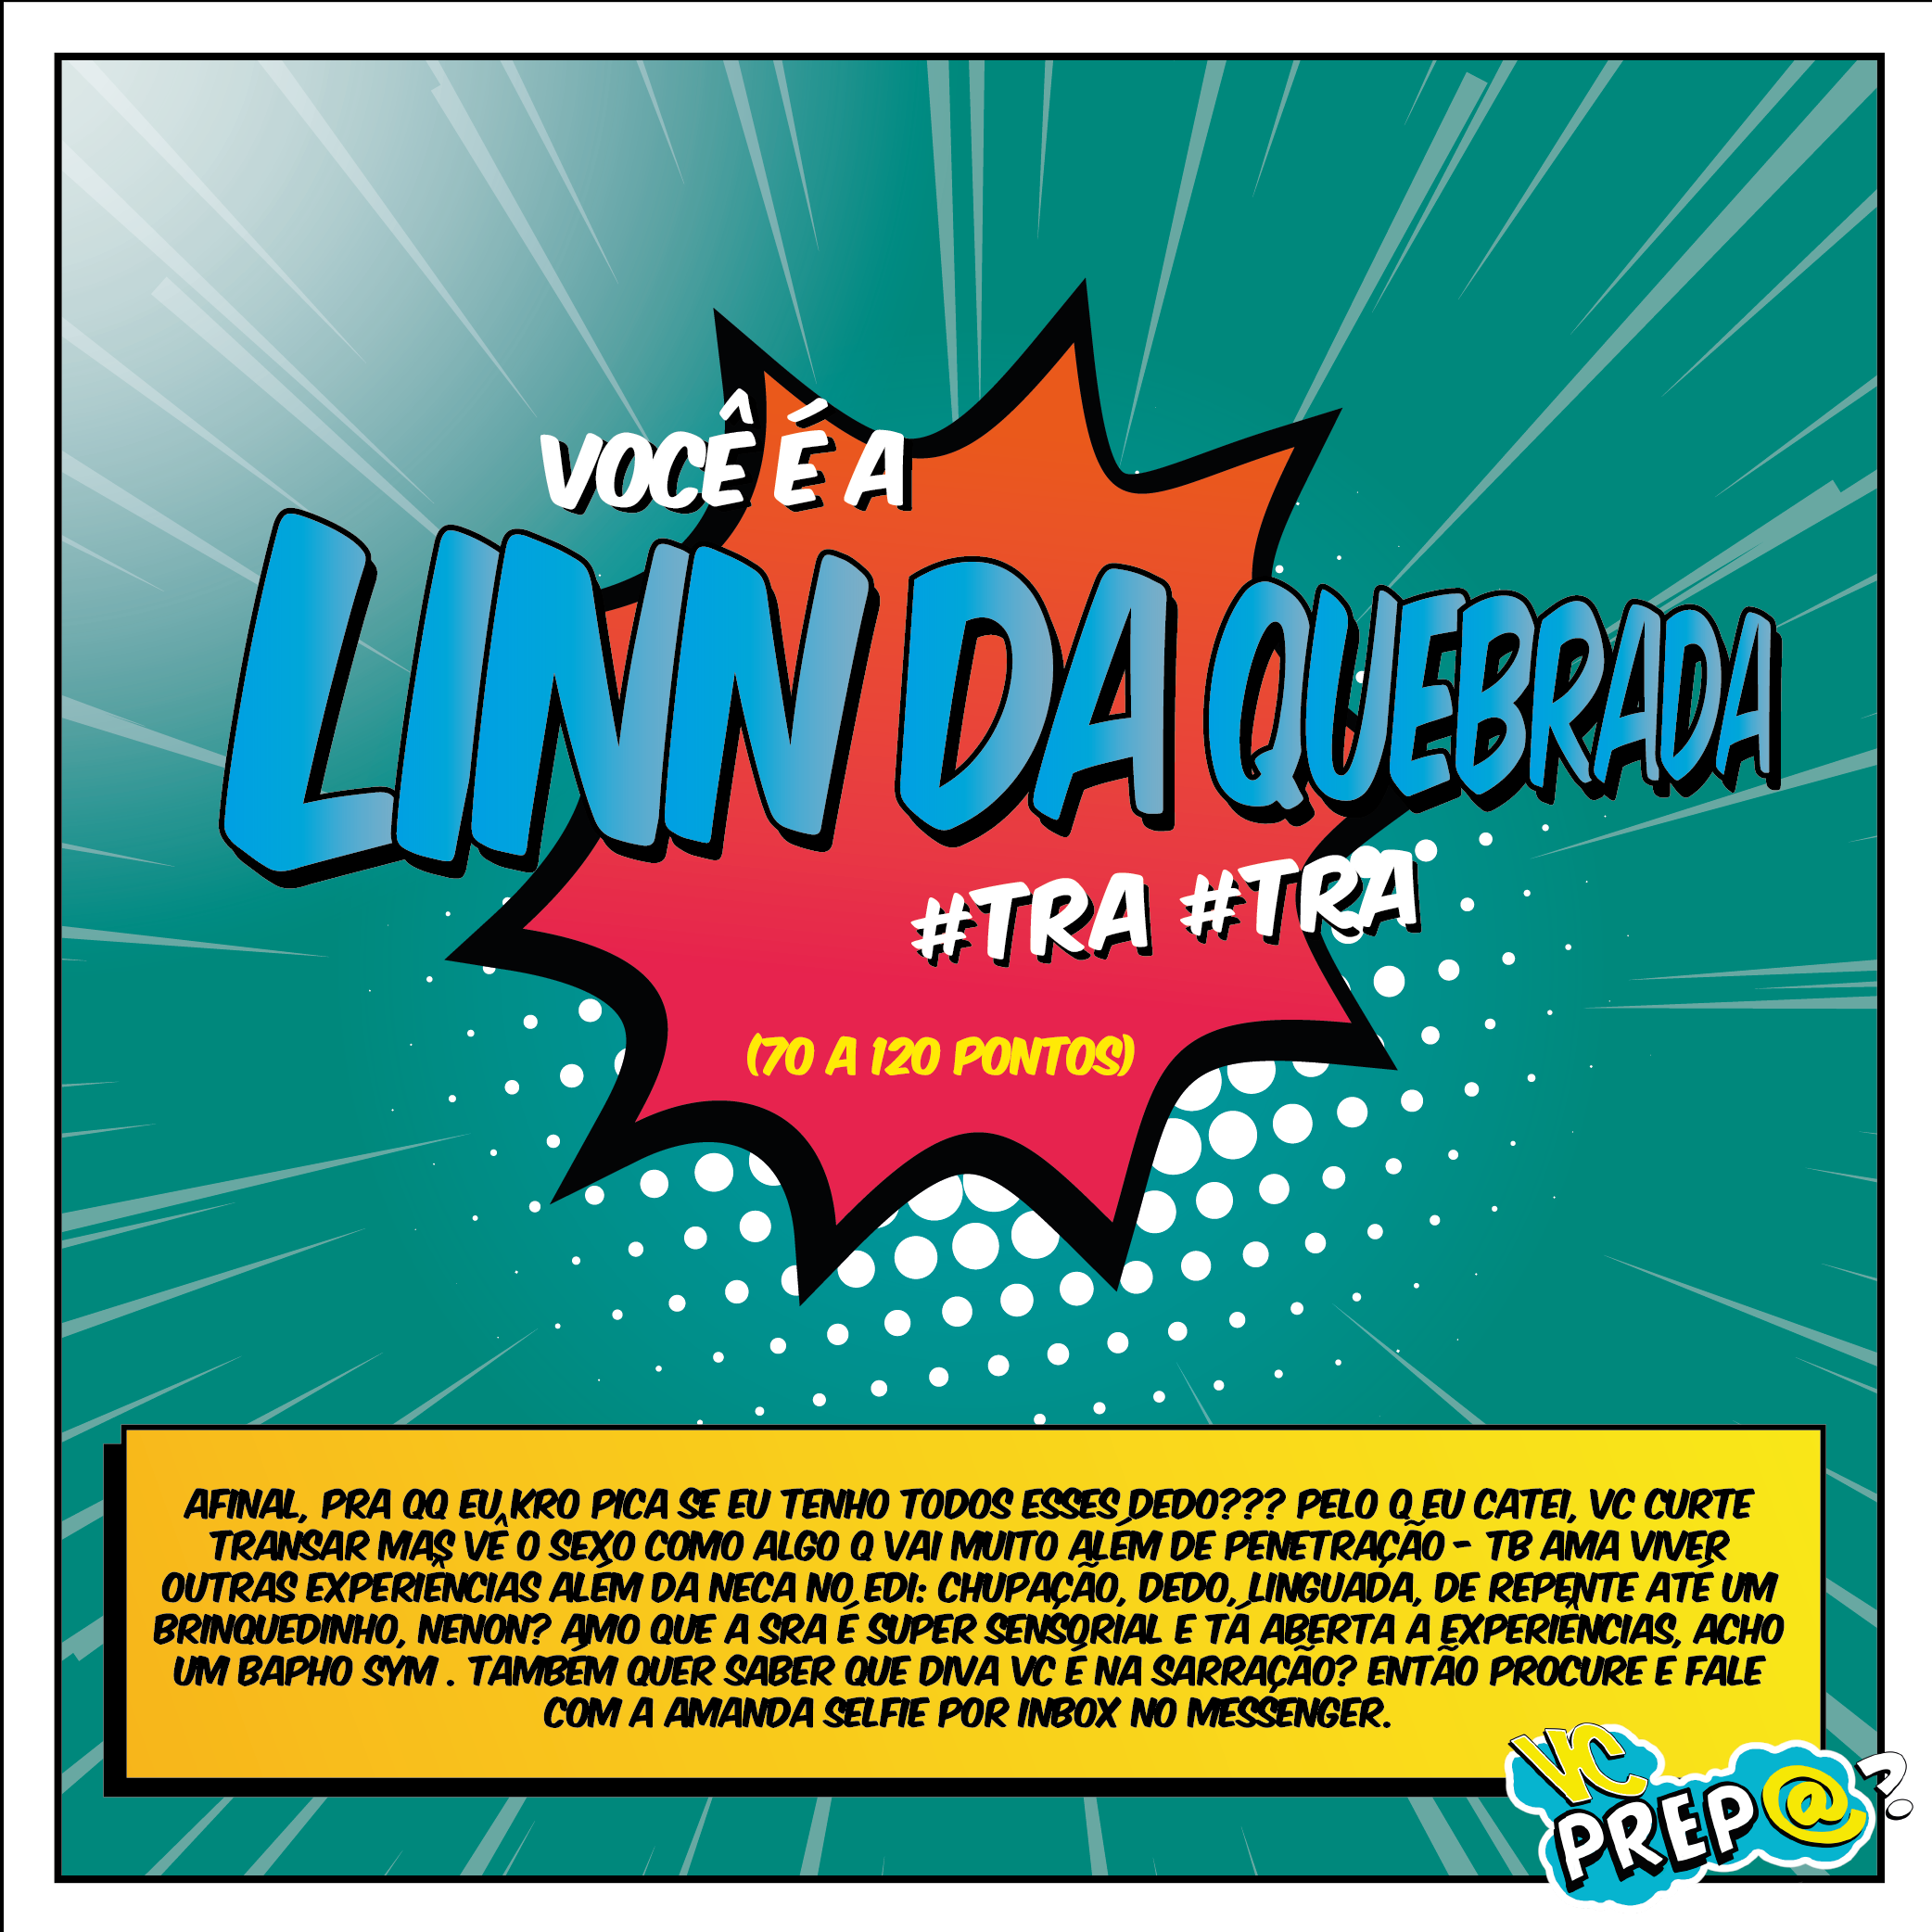 VOCÊ É A
LINN DA QUEBRADA
#TRA #TRA
(70 A 120 PONTOS)
AFINAL, PRA QQ EU KRO PICA SE EU TENHO TODOS ESSES DEDO??? PELO Q EU CATEI, VC CURTE
TRANSAR MAS VÊ O SEXO COMO ALGO Q VAI MUITO ALÉM DE PENETRAÇÃO - TB AMA VIVER
OUTRAS EXPERIÊNCIAS ALÉM DA NECA NO EDI: CHUPAÇÃO, DEDO, LINGUADA, DE REPENTE ATÉ UM
BRINQUEDINHO, NENON? AMO QUE A SRA É SUPER SENSORIAL E TÁ ABERTA A EXPERIÊNCIAS, ACHO
UM BAPHO SYM . TAMBÉM QUER SABER QUE DIVA VC É NA SARRAÇÃO? ENTÃO PROCURE E FALE
COM A AMANDA SELFIE POR INBOX NO MESSENGER.
VC
PREP@?